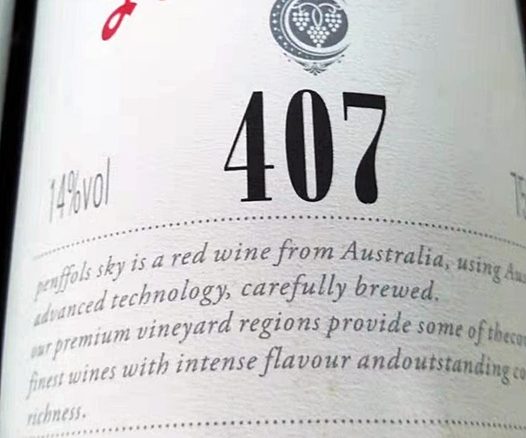 407
14%vol
penffols sky is a red wine from Australia, using
advanced technology, carefully brewed.
our premium vineyard regions provide some of
finest wines with intense flavour andoutstanding
richness.